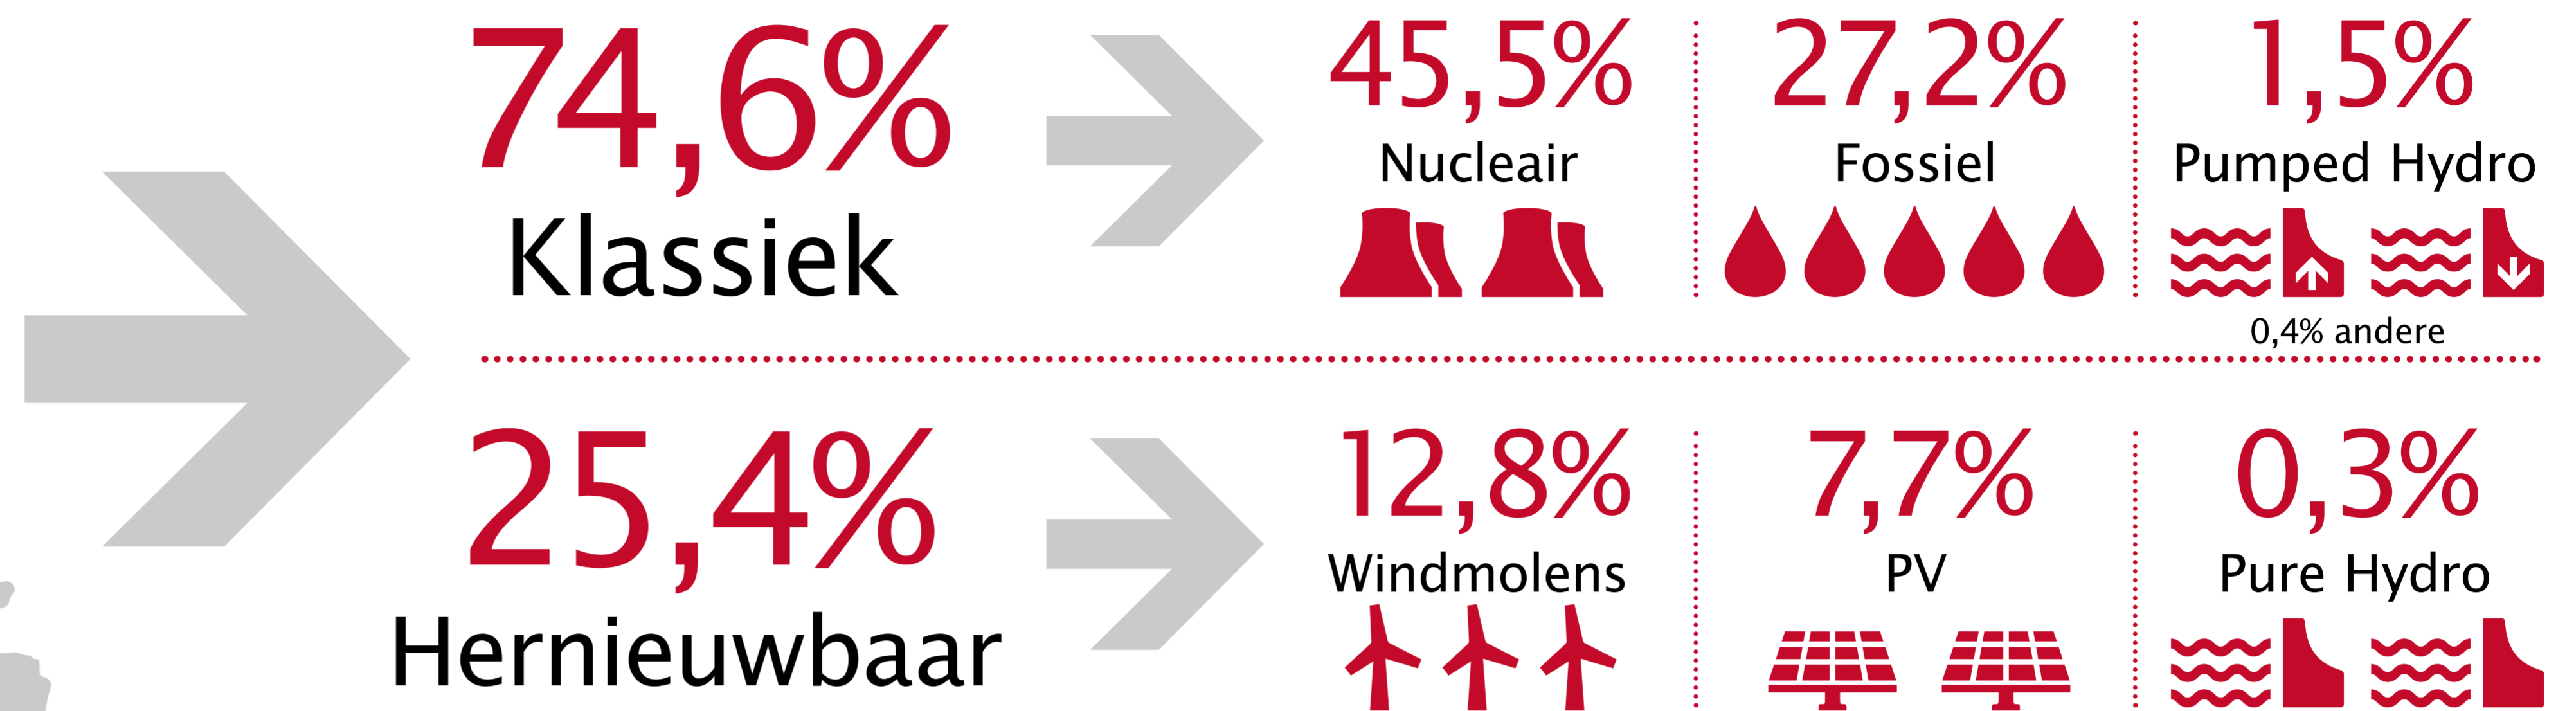 74,6%
Klassiek
45,5%
Nucleair
27,2%
Fossiel
1,5%
Pumped Hydro
0,4% andere
25,4%
Hernieuwbaar
12,8%
Windmolens
7,7%
PV
0,3%
Pure Hydro